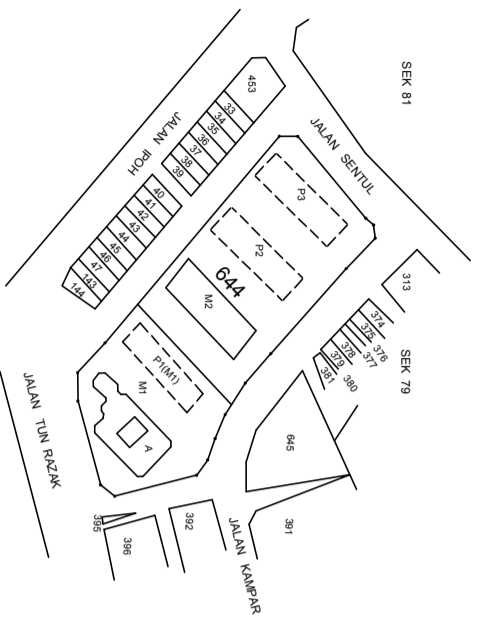 SEK 81
JALAN SENTUL
453
33
34
35
36
37
38
39
JALAN IPOH
40
41
42
43
44
45
46
47
143
144
P3
P2
644
M2
P1(M1)
M1
A
313
374
375
376
377
378
379
380
381
SEK 79
645
391
392
395
396
JALAN KAMPAR
JALAN TUN RAZAK